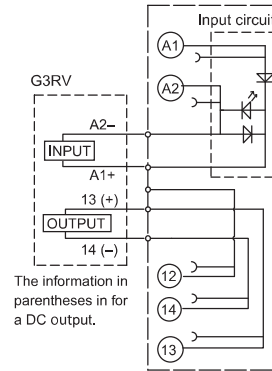 Input circuit
A1
A2
G3RV
A2–
INPUT
A1+
13 (+)
OUTPUT
14 (–)
12
14
13
The information in
parentheses in for
a DC output.